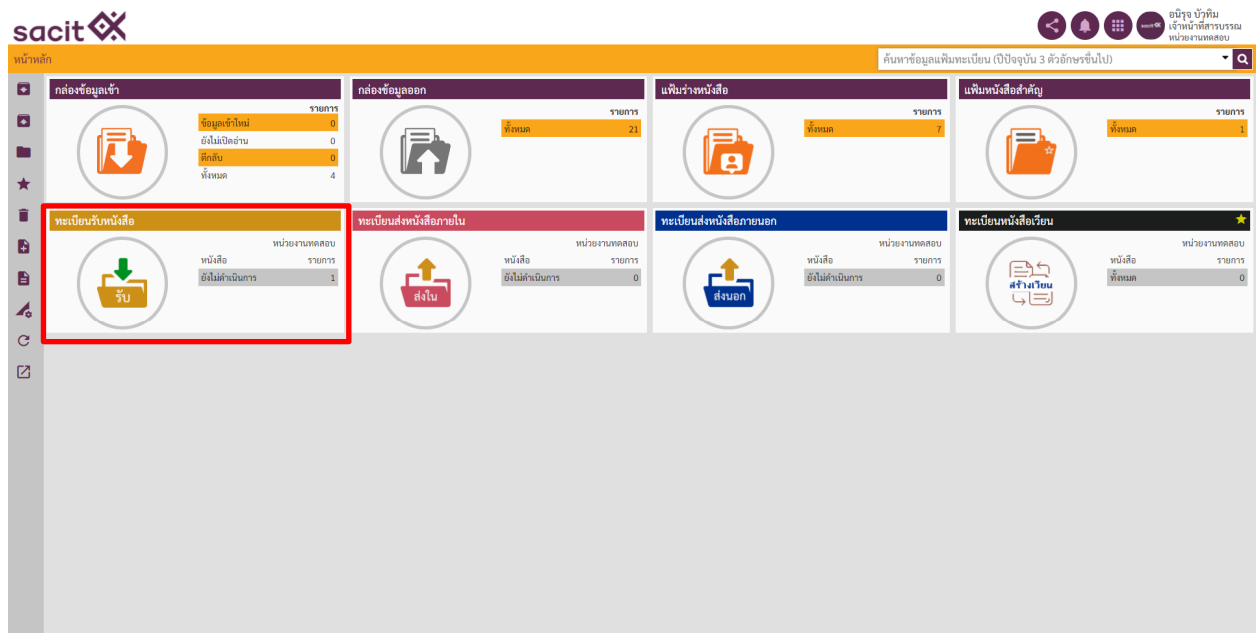 sacit
อนิรุจ บัวทิม
เจ้าหน้าที่สารบรรณ
หน่วยงานทดสอบ
หน้าหลัก
ค้นหาข้อมูลแฟ้มทะเบียน (ปีปัจจุบัน 3 ตัวอักษรขึ้นไป)
กล่องข้อมูลเข้า
รายการ
ข้อมูลเข้าใหม่ 0
ยังไม่เปิดอ่าน 0
ตีกลับ 0
ทั้งหมด 4
กล่องข้อมูลออก
รายการ
ทั้งหมด 21
แฟ้มร่างหนังสือ
รายการ
ทั้งหมด 7
แฟ้มหนังสือสำคัญ
รายการ
ทั้งหมด 1
ทะเบียนรับหนังสือ
หน่วยงานทดสอบ
หนังสือ รายการ
ยังไม่ดำเนินการ 1
รับ
ทะเบียนส่งหนังสือภายใน
หน่วยงานทดสอบ
หนังสือ รายการ
ยังไม่ดำเนินการ 0
ส่งใน
ทะเบียนส่งหนังสือภายนอก
หน่วยงานทดสอบ
หนังสือ รายการ
ยังไม่ดำเนินการ 0
ส่งนอก
ทะเบียนหนังสือเวียน
หน่วยงานทดสอบ
หนังสือ รายการ
ทั้งหมด 0
สร้างเวียน